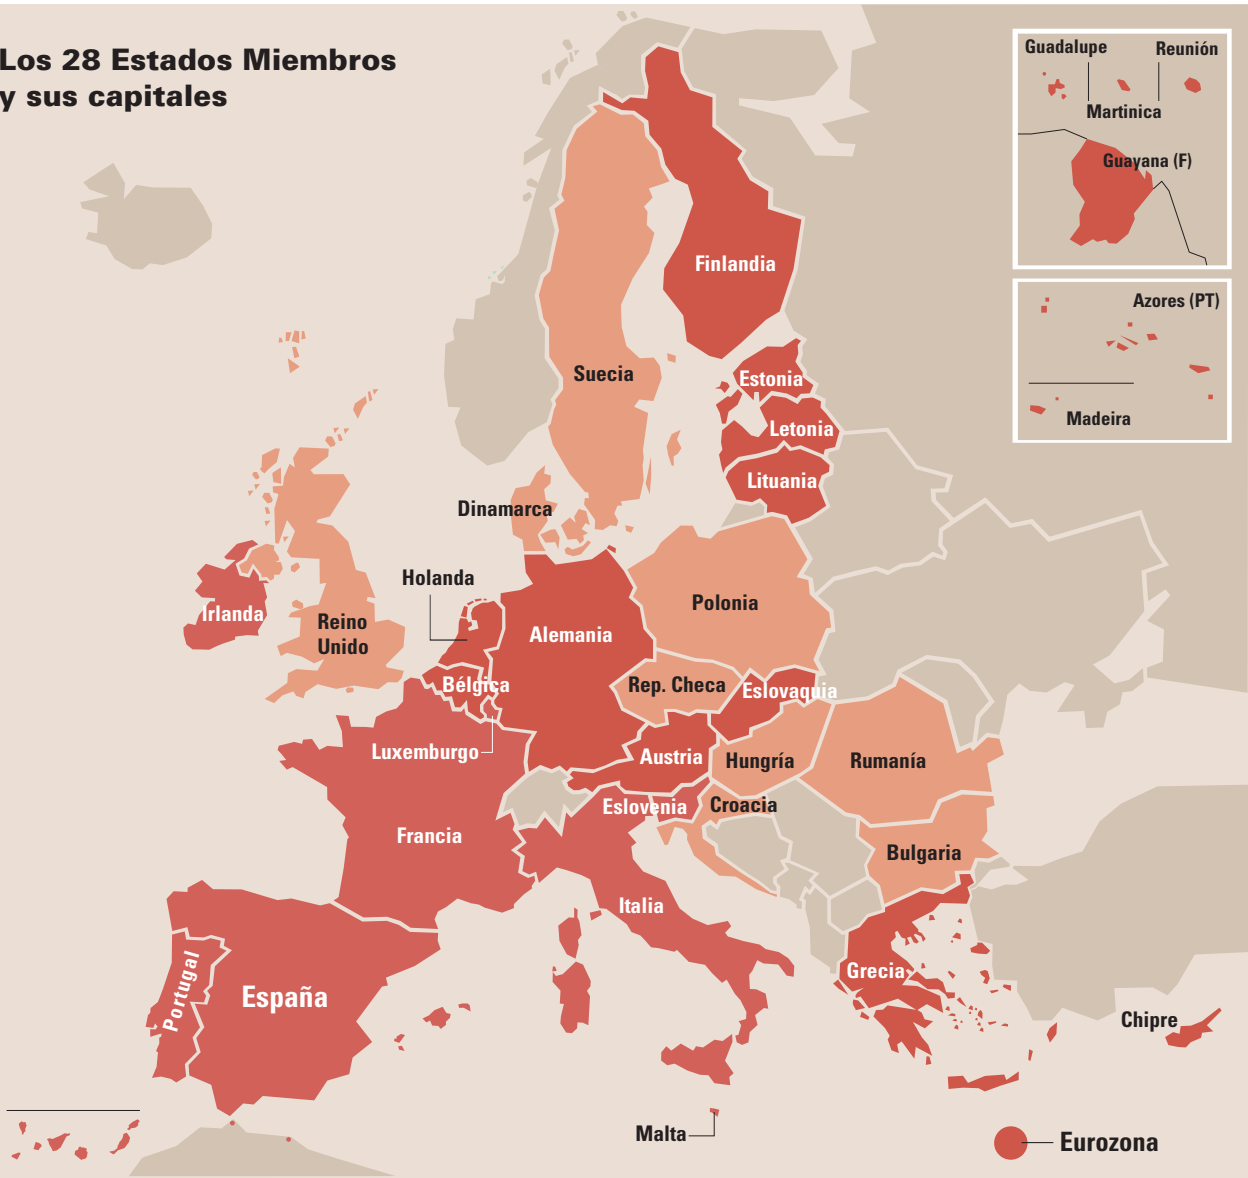 Los 28 Estados Miembros
y sus capitales
Guadalupe
Reunión
Martinica
Guayana (F)
Azores (PT)
Madeira
Finlandia
Suecia
Estonia
Letonia
Lituania
Dinamarca
Holanda
Irlanda
Reino
Unido
Polonia
Alemania
Bélgica
Rep. Checa
Eslovaquia
Luxemburgo
Austria
Hungría
Rumanía
Eslovenia
Croacia
Francia
Bulgaria
Italia
Portugal
España
Grecia
Chipre
Malta
Eurozona